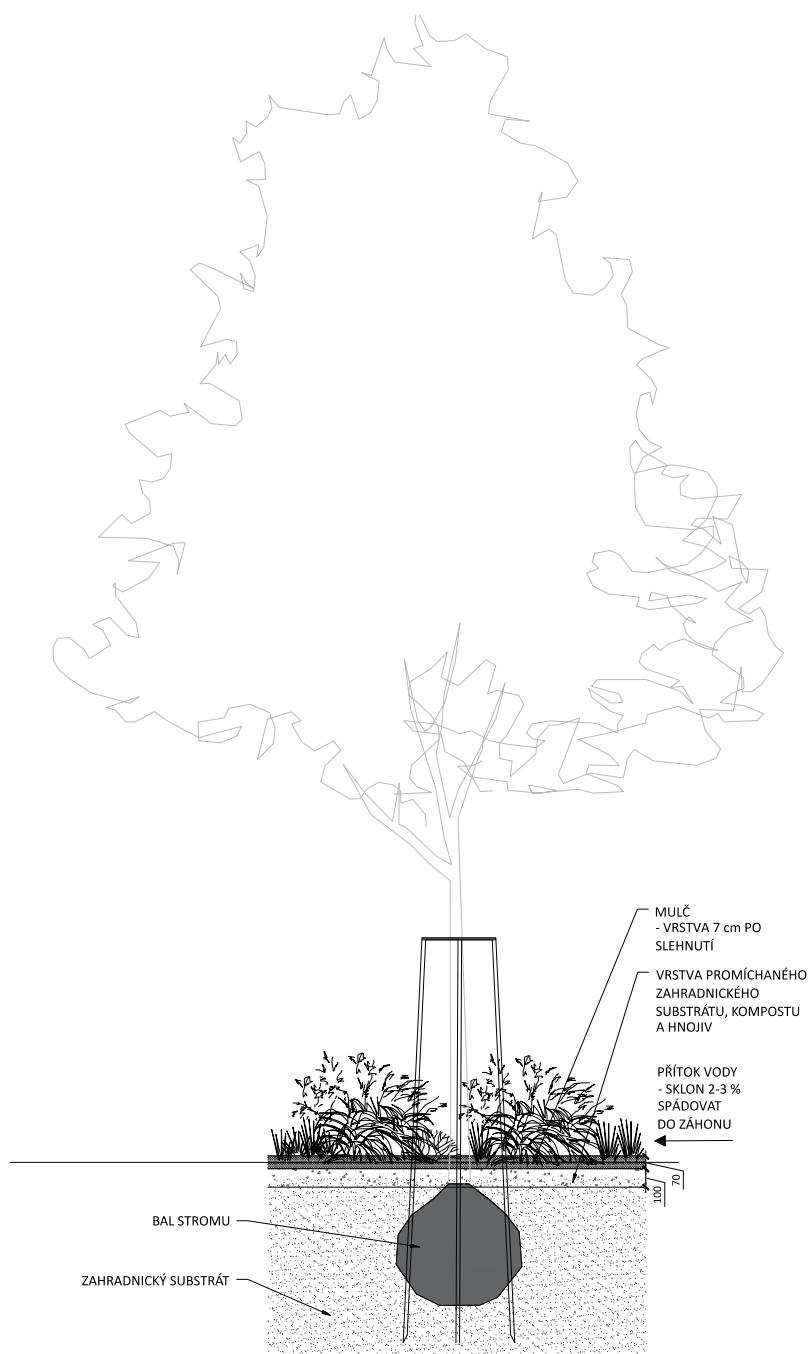 MULČ
- VRSTVA 7 cm PO
SLEHNUTÍ
VRSTVA PROMÍCHANÉHO
ZAHRADNICKÉHO
SUBSTRÁTU, KOMPOSTU
A HNOJIV
PŘÍTOK VODY
- SKLON 2-3 %
SPÁDOVAT
DO ZÁHONU
70
100
BAL STROMU
ZAHRADNICKÝ SUBSTRÁT